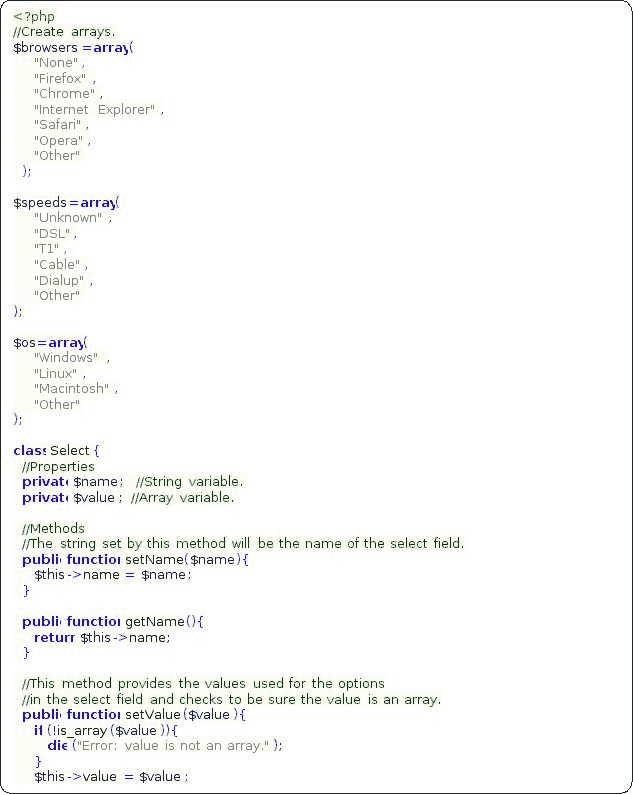 <?php
//Create arrays.
$browsers = array(
"None",
"Firefox",
"Chrome",
"Internet Explorer",
"Safari",
"Opera",
"Other"
);
$speeds = array(
"Unknown",
"DSL",
"T1",
"Cable",
"Dialup",
"Other"
);
$os = array(
"Windows",
"Linux",
"Macintosh",
"Other"
);
class Select {
//Properties
private $name; //String variable.
private $value; //Array variable.
//Methods
//The string set by this method will be the name of the select field.
public function setName($name){
$this->name = $name;
}
public function getName(){
return $this->name;
}
//This method provides the values used for the options
//in the select field and checks to be sure the value is an array.
public function setValue($value){
if (!is_array($value)){
die ("Error: value is not an array.");
}
$this->value = $value;